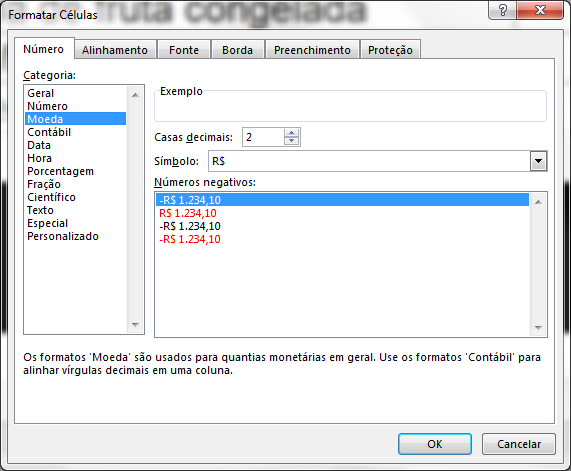 a de fruta congelada
Formatar Células
Número Alinhamento Fonte Borda Preenchimento Proteção
Categoria:
Geral
Número
Moeda
Contábil
Data
Hora
Porcentagem
Fração
Científico
Texto
Especial
Personalizado
Exemplo
Casas decimais: 2
Símbolo: R$
Números negativos:
-R$ 1.234,10
R$ 1.234,10
-R$ 1.234,10
-R$ 1.234,10
Os formatos 'Moeda' são usados para quantias monetárias em geral. Use os formatos 'Contábil' para
alinhar vírgulas decimais em uma coluna.
OK Cancelar